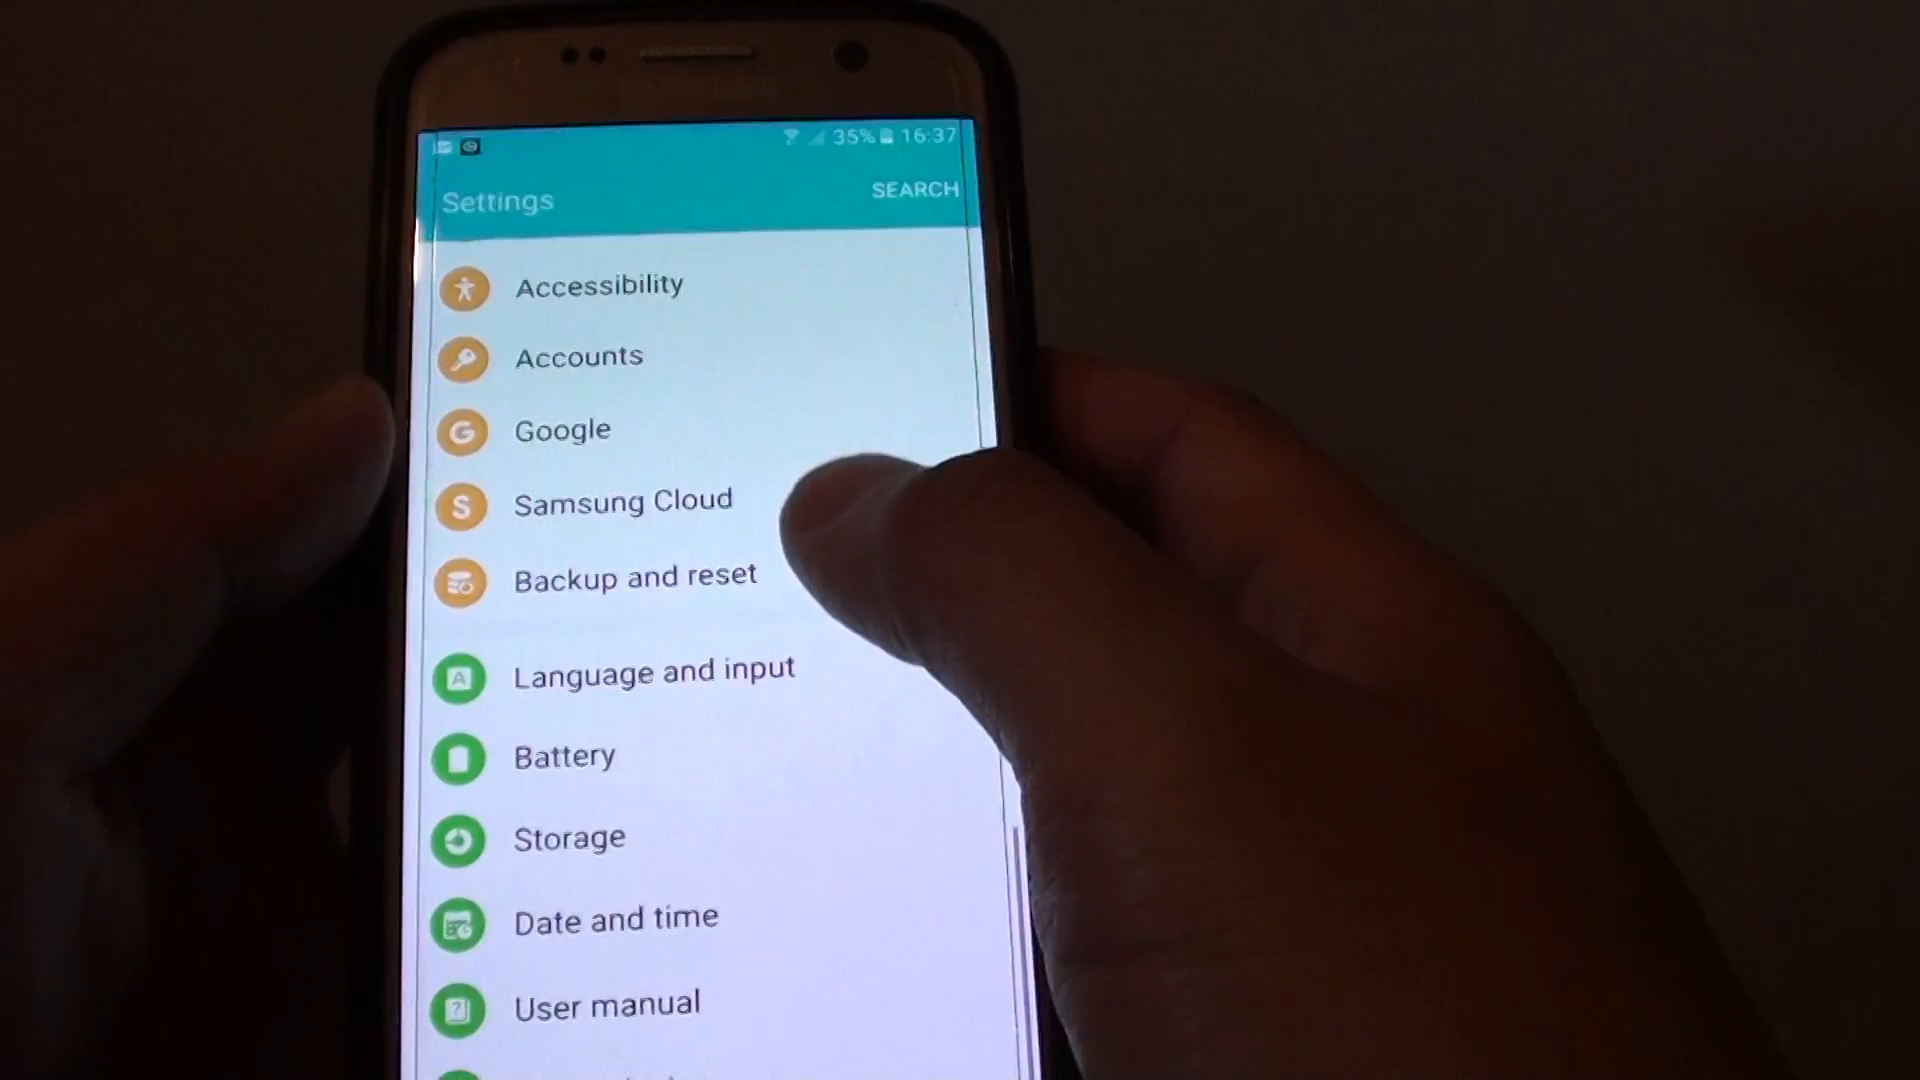 35% 16:37
Settings
SEARCH
Accessibility
Accounts
Google
Samsung Cloud
Backup and reset
Language and input
Battery
Storage
Date and time
User manual